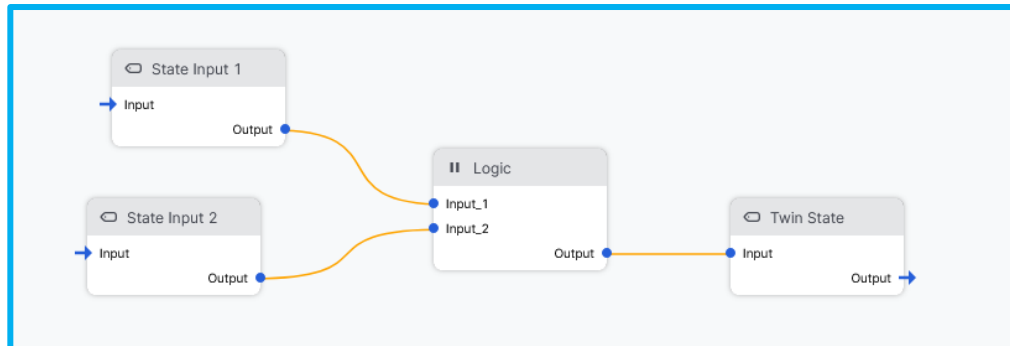 State Input 1
Input
Output
State Input 2
Input
Output
Logic
Input_1
Input_2
Output
Twin State
Input
Output